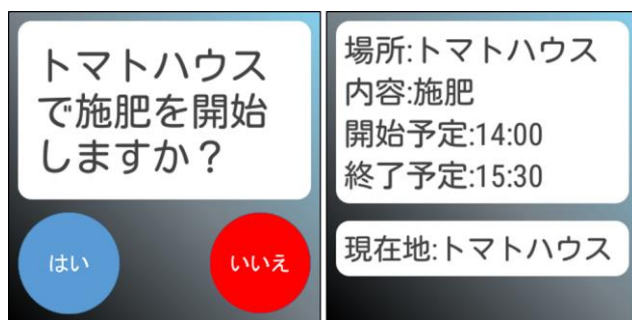 トマトハウス
で施肥を開始
しますか？
はい
いいえ
場所:トマトハウス
内容:施肥
開始予定:14:00
終了予定:15:30
現在地:トマトハウス